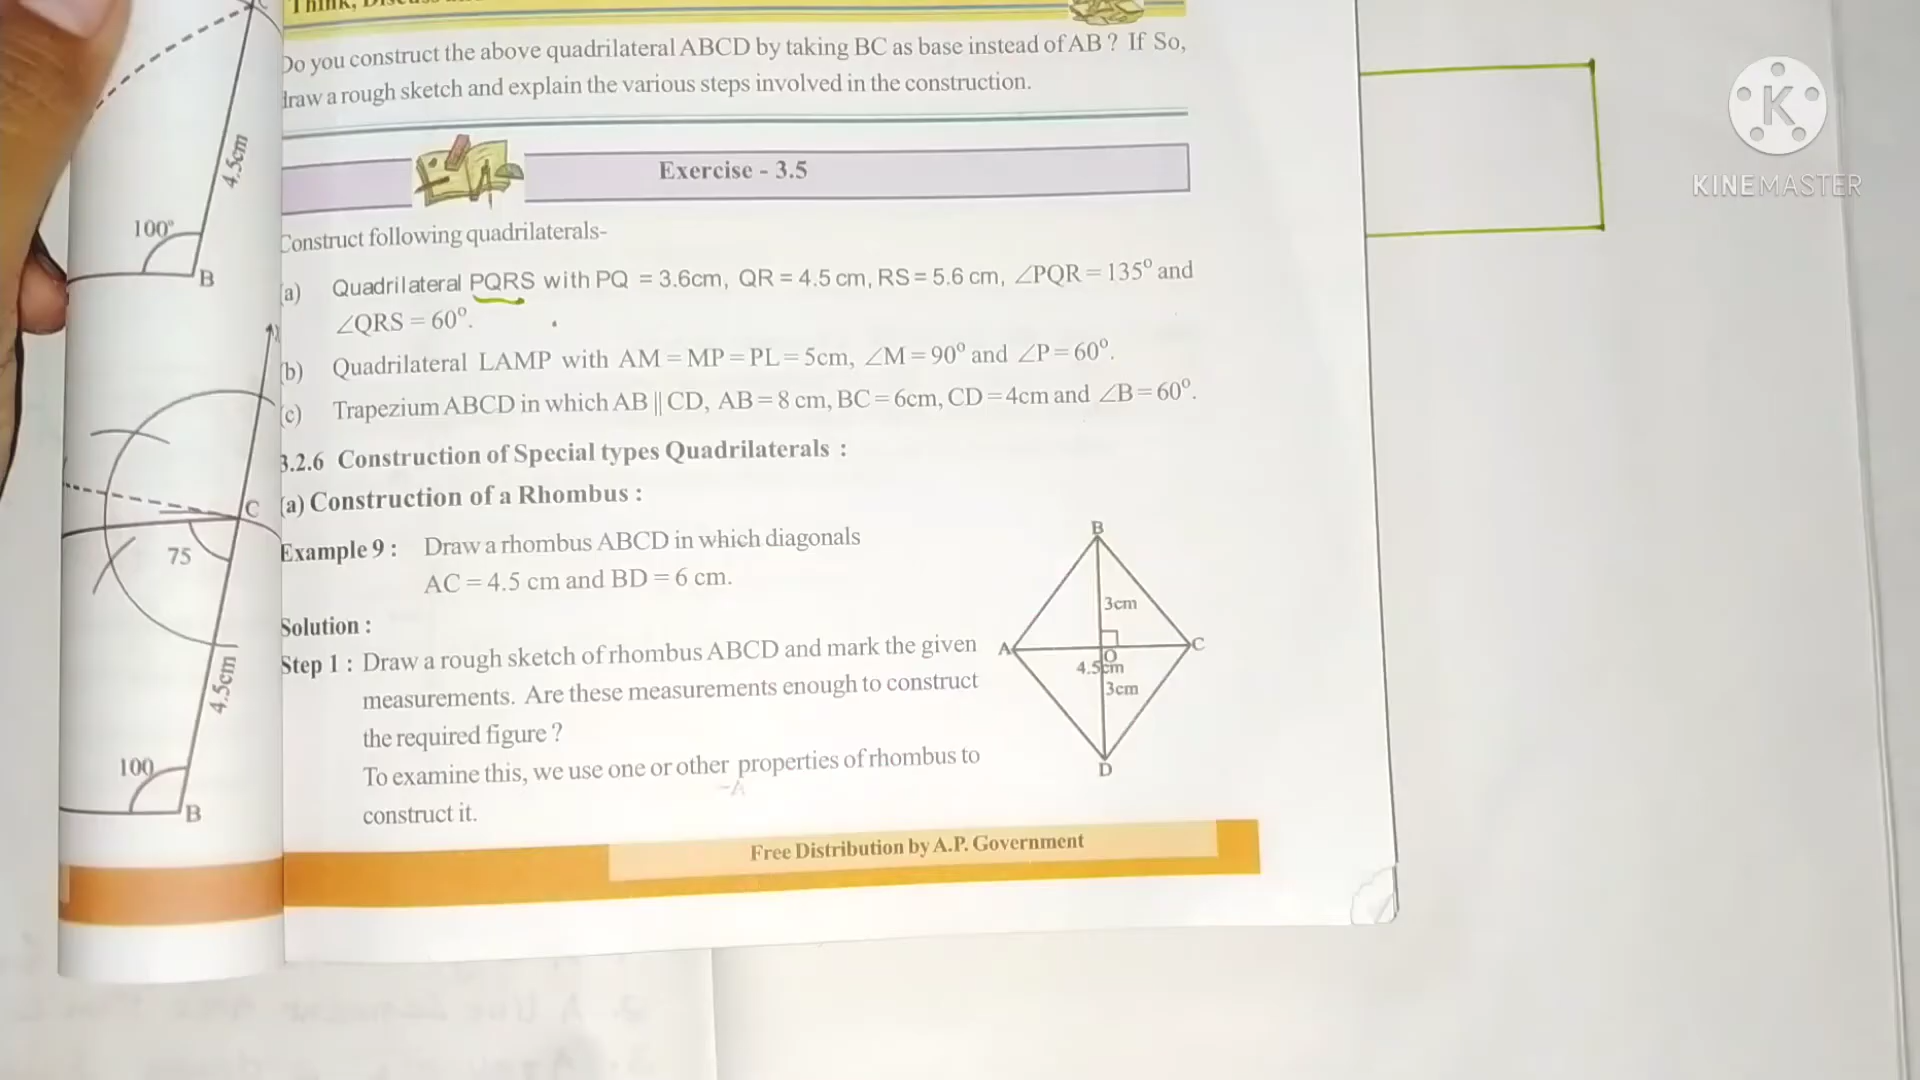 Think,
Do you construct the above quadrilateral ABCD by taking BC as base instead of AB ? If So,
draw a rough sketch and explain the various steps involved in the construction.
K
KINEMASTER
Exercise - 3.5
Construct following quadrilaterals-
(a) Quadrilateral PQRS with PQ = 3.6cm, QR = 4.5 cm, RS = 5.6 cm, ∠PQR = 135° and
∠QRS = 60°.
(b) Quadrilateral LAMP with AM = MP = PL = 5cm, ∠M = 90° and ∠P = 60°.
(c) Trapezium ABCD in which AB || CD, AB = 8 cm, BC = 6cm, CD = 4cm and ∠B = 60°.
3.2.6 Construction of Special types Quadrilaterals :
(a) Construction of a Rhombus :
Example 9 : Draw a rhombus ABCD in which diagonals
AC = 4.5 cm and BD = 6 cm.
Solution :
Step 1 : Draw a rough sketch of rhombus ABCD and mark the given
measurements. Are these measurements enough to construct
the required figure ?
To examine this, we use one or other properties of rhombus to
construct it.
B
3cm
A
C
O
4.5cm
3cm
D
Free Distribution by A.P. Government
4.5cm
100°
B
C
75
4.5cm
100
B